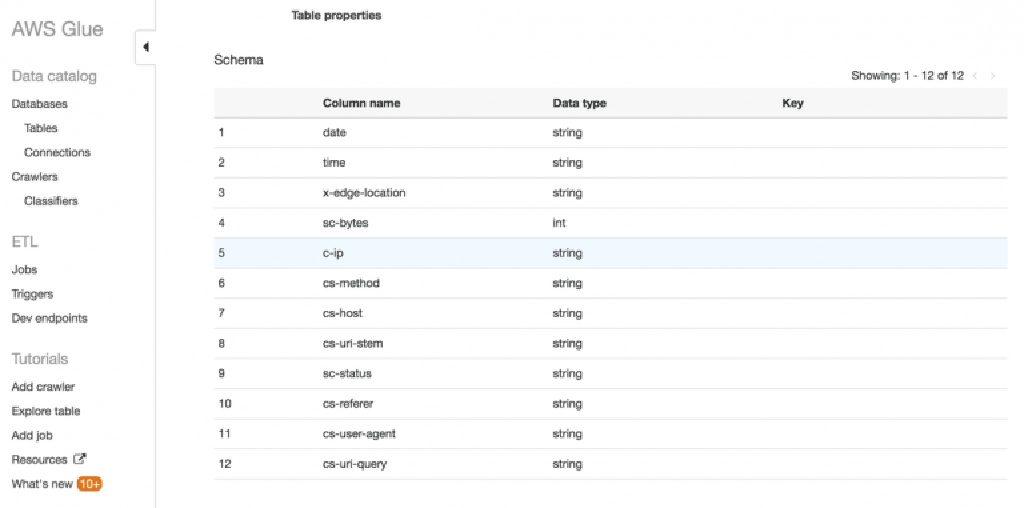 AWS Glue
Data catalog
Databases
Tables
Connections
Crawlers
Classifiers
ETL
Jobs
Triggers
Dev endpoints
Tutorials
Add crawler
Explore table
Add job
Resources
What's new 10+
Table properties
Schema
Showing: 1 - 12 of 12 < >
Column name Data type Key
1 date string
2 time string
3 x-edge-location string
4 sc-bytes int
5 c-ip string
6 cs-method string
7 cs-host string
8 cs-uri-stem string
9 sc-status string
10 cs-referer string
11 cs-user-agent string
12 cs-uri-query string